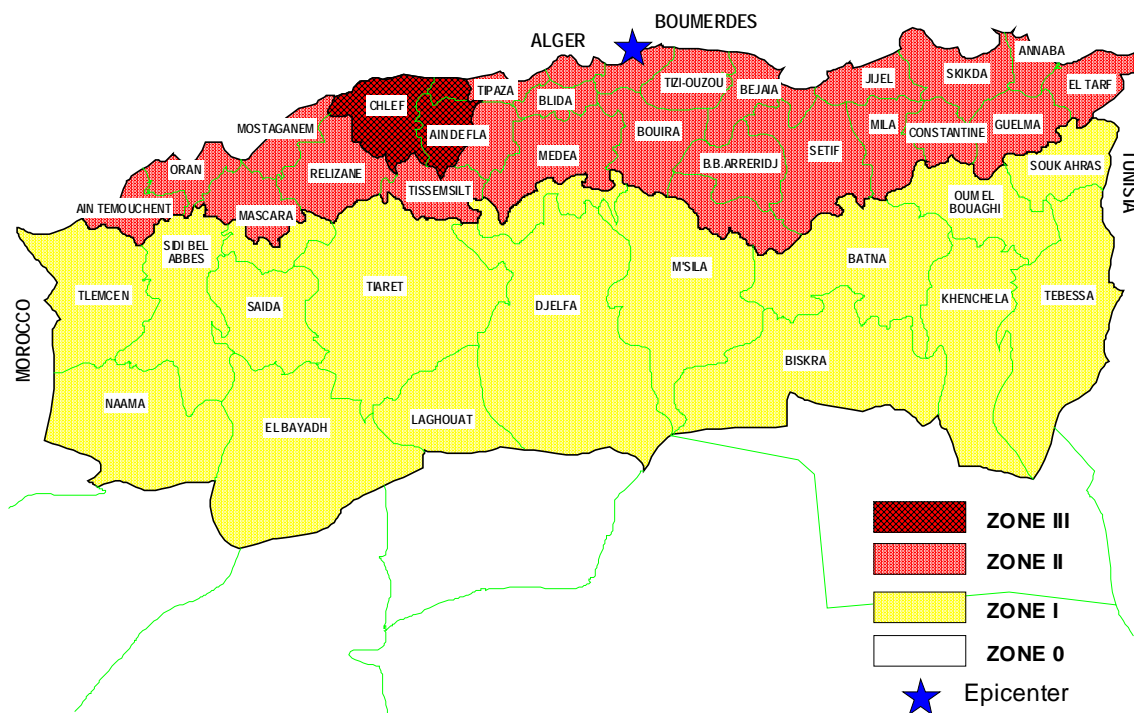 BOUMERDES
ALGER
ANNABA
SKIKDA
JIJEL
TIZI-OUZOU
EL TARF
BEJAIA
TIPAZA
BLIDA
CHLEF
MILA
GUELMA
MOSTAGANEM
AIN DEFLA
BOUIRA
CONSTANTINE
SETIF
MEDEA
B.B.ARRERIDJ
ORAN
RELIZANE
SOUK AHRAS
TUNISIA
TISSEMSILT
OUM EL
BOUAGHI
AIN TEMOUCHENT
MASCARA
SIDI BEL
ABBES
BATNA
M'SILA
TIARET
TLEMCEN
SAIDA
DJELFA
KHENCHELA
TEBESSA
MOROCCO
BISKRA
NAAMA
LAGHOUAT
EL BAYADH
ZONE III
ZONE II
ZONE I
ZONE 0
Epicenter